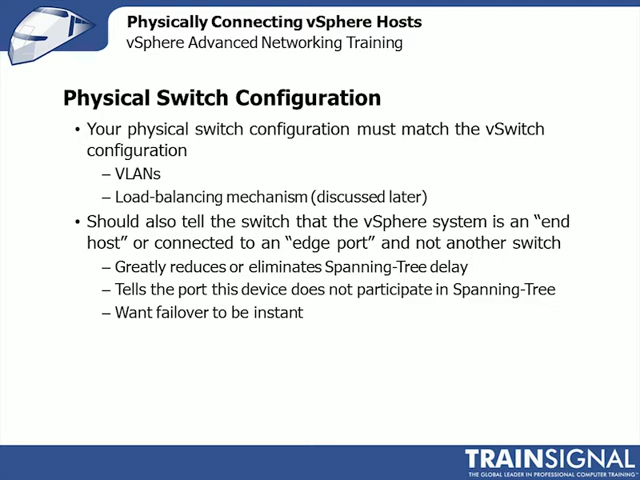 Physically Connecting vSphere Hosts
vSphere Advanced Networking Training
Physical Switch Configuration
• Your physical switch configuration must match the vSwitch
configuration
– VLANs
– Load-balancing mechanism (discussed later)
• Should also tell the switch that the vSphere system is an “end
host” or connected to an “edge port” and not another switch
– Greatly reduces or eliminates Spanning-Tree delay
– Tells the port this device does not participate in Spanning-Tree
– Want failover to be instant
TRAINSIGNAL
THE GLOBAL LEADER IN PROFESSIONAL COMPUTER TRAINING